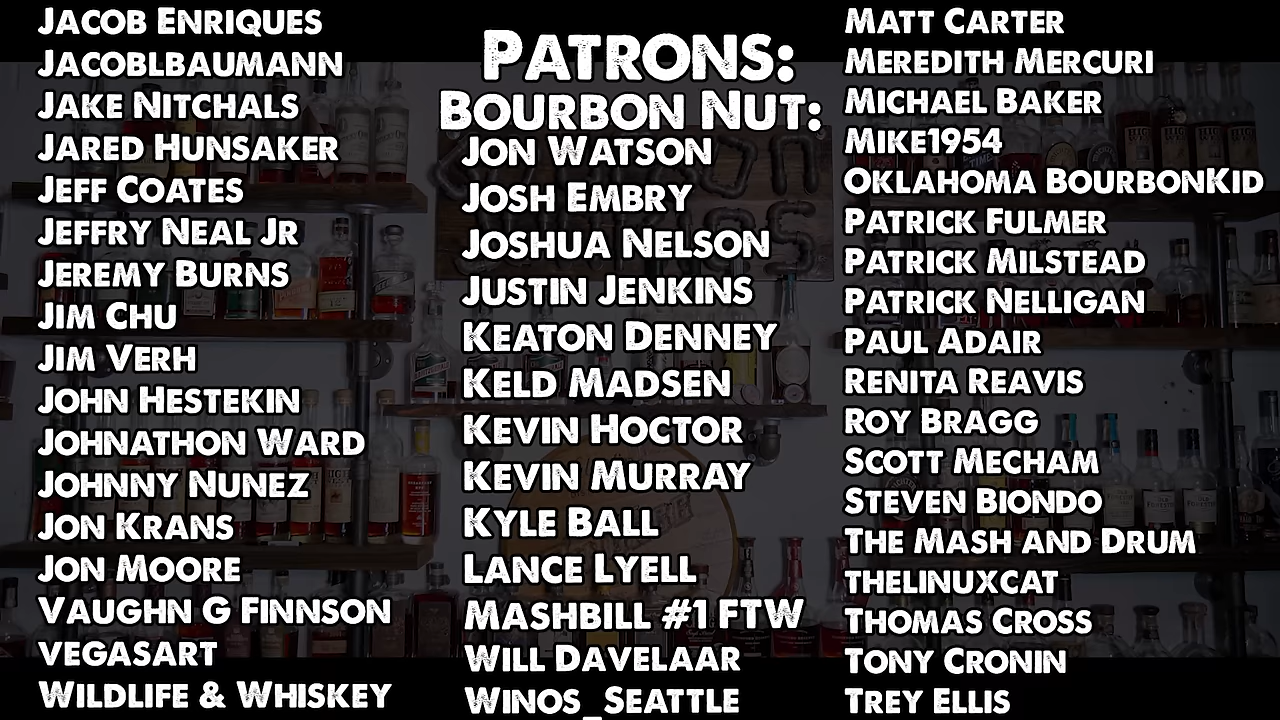 Jacob Enriques
jacoblbaumann
Jake Nitchals
Jared Hunsaker
Jeff Coates
Jeffry Neal Jr
Jeremy Burns
Jim Chu
Jim Verh
John Hestekin
Johnathon Ward
Johnny Nunez
Jon Krans
Jon Moore
Vaughn G Finnson
vegasart
Wildlife & Whiskey
Patrons:
Bourbon Nut:
Jon Watson
Josh Embry
Joshua Nelson
Justin Jenkins
Keaton Denney
Keld Madsen
Kevin Hoctor
Kevin Murray
Kyle Ball
Lance Lyell
Mashbill #1 FTW
Will Davelaar
Winos_Seattle
Matt Carter
Meredith Mercuri
Michael Baker
Mike1954
Oklahoma BourbonKid
Patrick Fulmer
Patrick Milstead
Patrick Nelligan
Paul Adair
Renita Reavis
Roy Bragg
Scott Mecham
Steven Biondo
The Mash and Drum
thelinuxcat
Thomas Cross
Tony Cronin
Trey Ellis